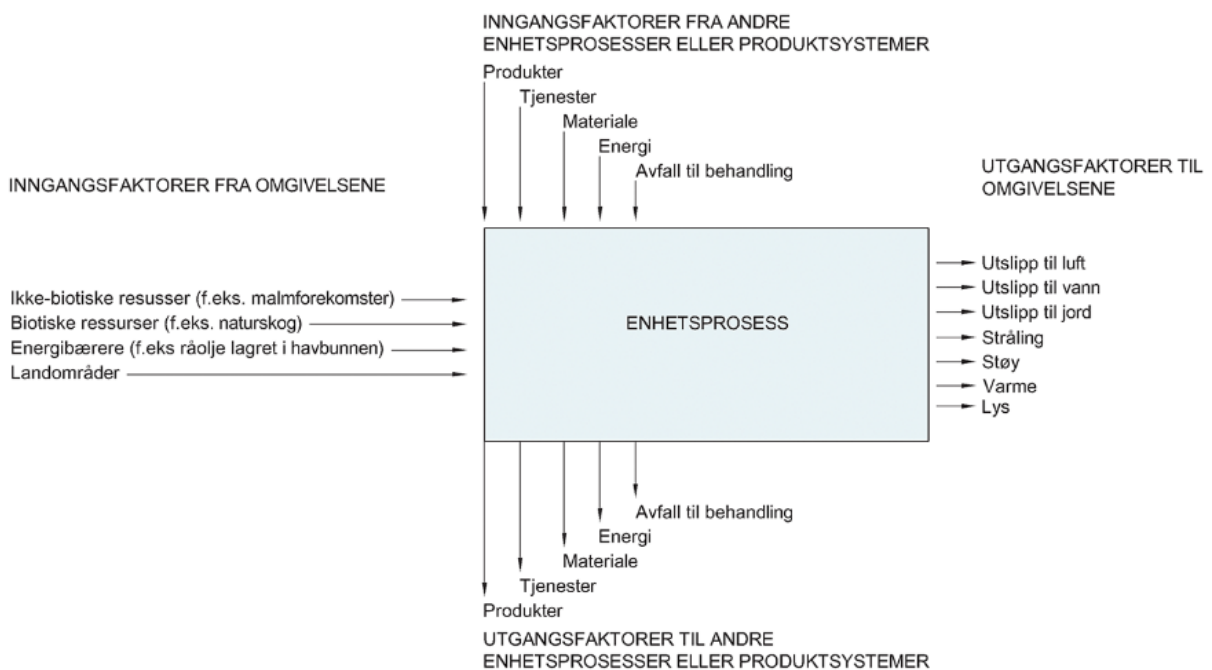 INNGANGSFAKTORER FRA ANDRE
ENHETSPROSESSER ELLER PRODUKTSYSTEMER
Produkter
Tjenester
Materiale
Energi
Avfall til behandling
INNGANGSFAKTORER FRA OMGIVELSENE
Ikke-biotiske resusser (f.eks. malmforekomster)
Biotiske ressurser (f.eks. naturskog)
Energibærere (f.eks råolje lagret i havbunnen)
Landområder
ENHETSPROSESS
UTGANGSFAKTORER TIL
OMGIVELSENE
Utslipp til luft
Utslipp til vann
Utslipp til jord
Stråling
Støy
Varme
Lys
Avfall til behandling
Energi
Materiale
Tjenester
Produkter
UTGANGSFAKTORER TIL ANDRE
ENHETSPROSESSER ELLER PRODUKTSYSTEMER